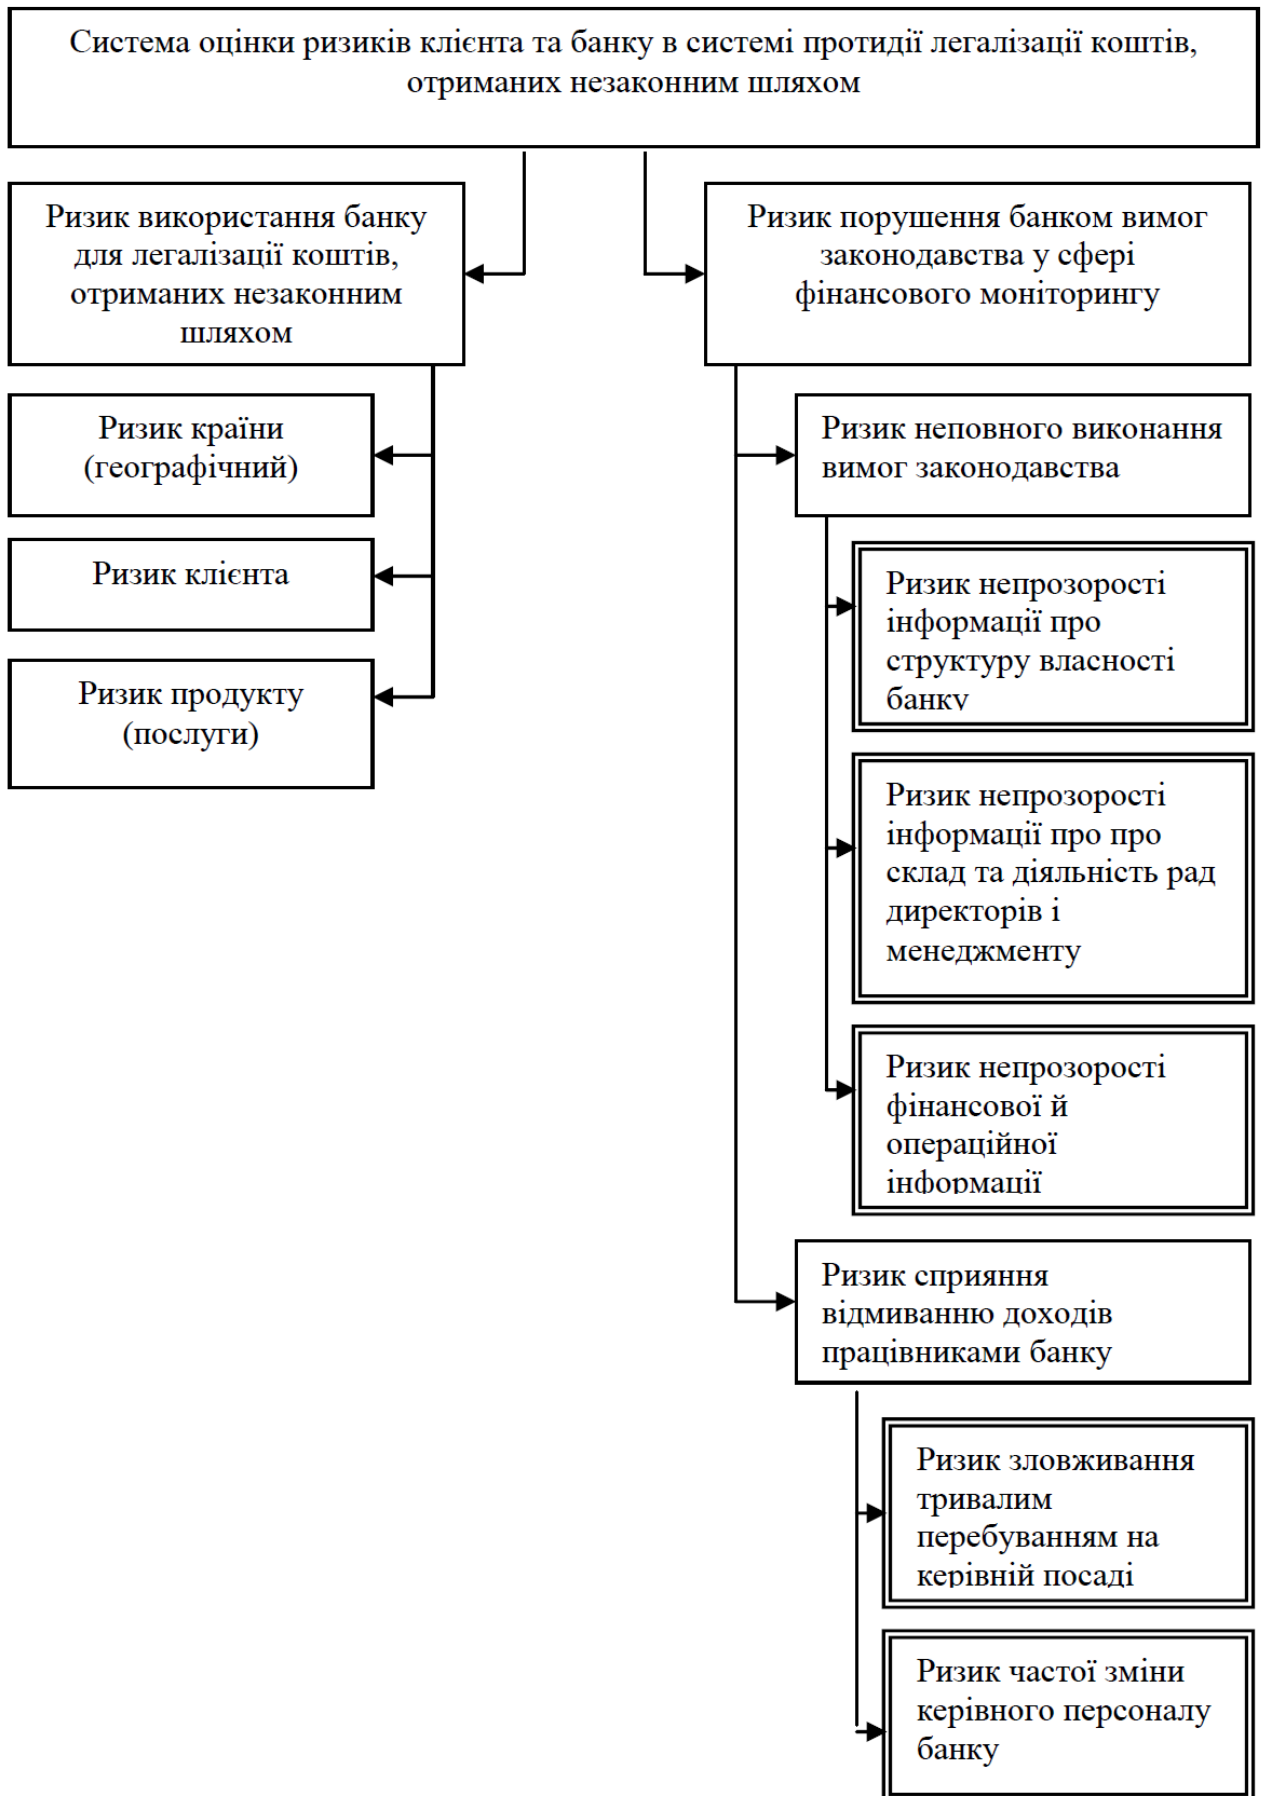 Система оцінки ризиків клієнта та банку в системі протидії легалізації коштів,
отриманих незаконним шляхом
Ризик використання банку
для легалізації коштів,
отриманих незаконним
шляхом
Ризик порушення банком вимог
законодавства у сфері
фінансового моніторингу
Ризик країни
(географічний)
Ризик клієнта
Ризик продукту
(послуги)
Ризик неповного виконання
вимог законодавства
Ризик непрозорості
інформації про
структуру власності
банку
Ризик непрозорості
інформації про про
склад та діяльність рад
директорів і
менеджменту
Ризик непрозорості
фінансової й
операційної
інформації
Ризик сприяння
відмиванню доходів
працівниками банку
Ризик зловживання
тривалим
перебуванням на
керівній посаді
Ризик частої зміни
керівного персоналу
банку